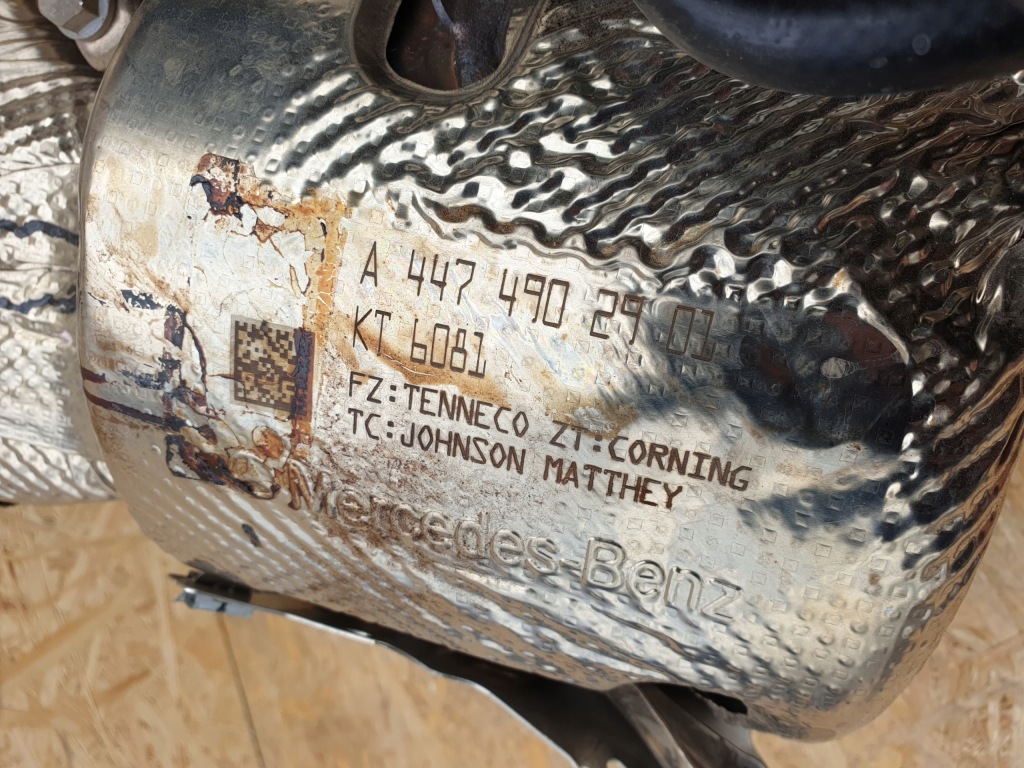 A 447 490 29 01
KT 6081
FZ:TENNECO ZT:CORNING
TC:JOHNSON MATTHEY
Mercedes-Benz